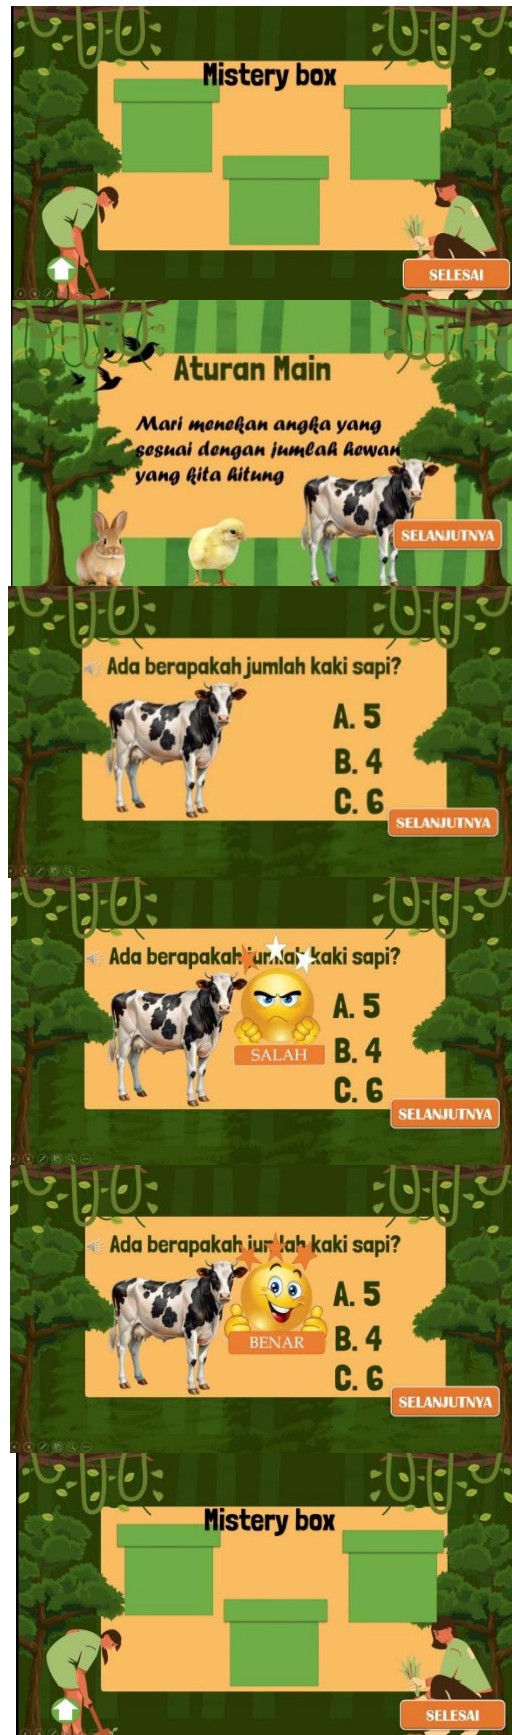 Mistery box
SELESAI
Aturan Main
Mari menekan angka yang
sesuai dengan jumlah hewan
yang kita hitung
SELANJUTNYA
Ada berapakah jumlah kaki sapi?
A. 5
B. 4
C. 6
SELANJUTNYA
Ada berapakah jumlah kaki sapi?
SALAH
A. 5
B. 4
C. 6
SELANJUTNYA
Ada berapakah jumlah kaki sapi?
BENAR
A. 5
B. 4
C. 6
SELANJUTNYA
Mistery box
SELESAI